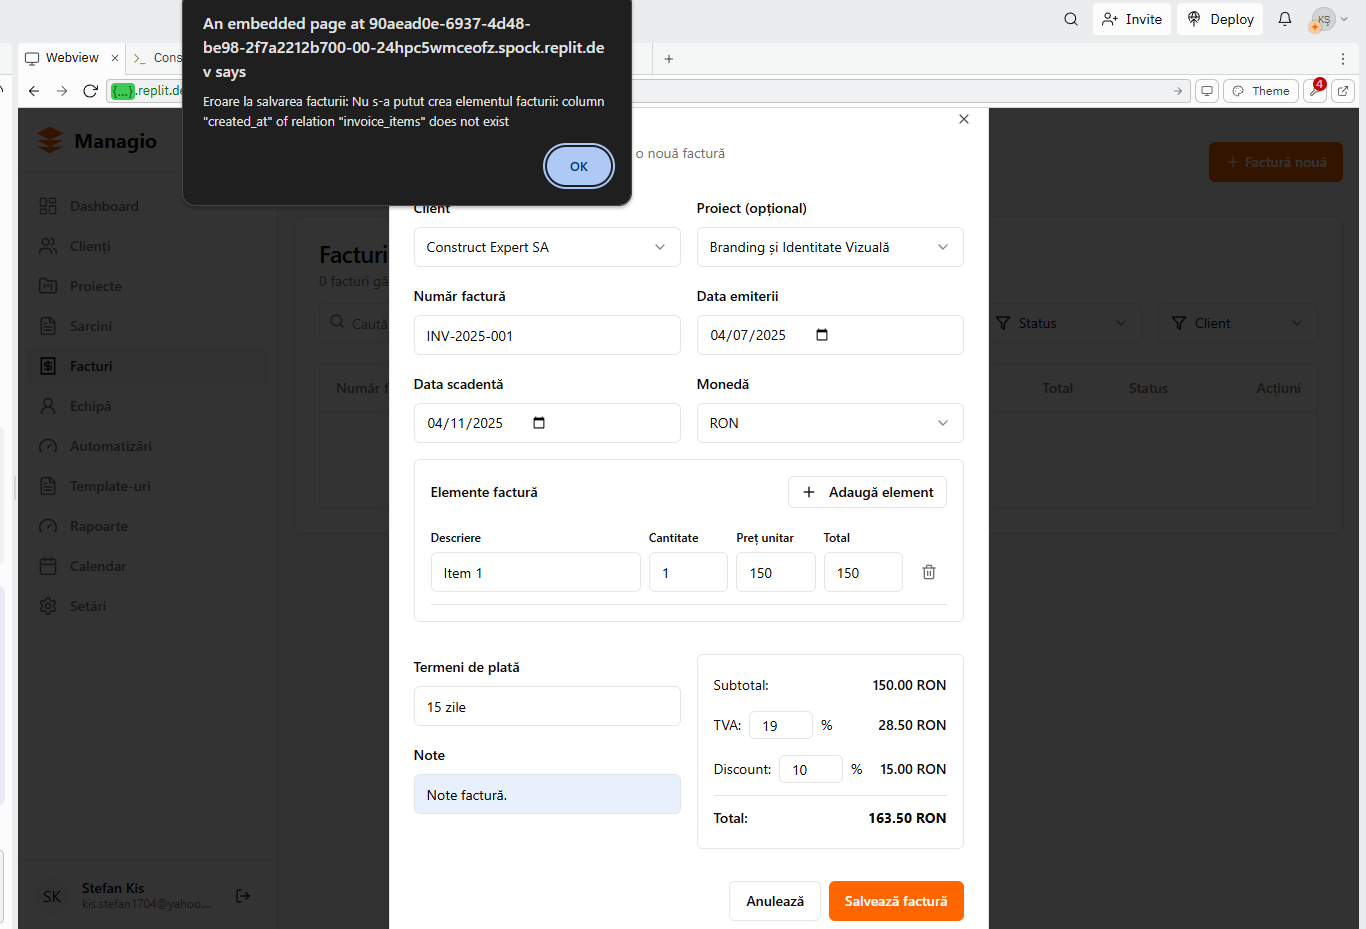 An embedded page at 90aead0e-6937-4d48-
be98-2f7a2212b700-00-24hpc5wmceofz.spock.replit.de
v says
Eroare la salvarea facturii: Nu s-a putut crea elementul facturii: column
"created_at" of relation "invoice_items" does not exist
OK
Invite
Deploy
KŞ
Webview
Cons
{...}.replit.de
Theme
4
Managio
Dashboard
Clienți
Proiecte
Sarcini
Facturi
Echipă
Automatizări
Template-uri
Rapoarte
Calendar
Setări
SK
Stefan Kis
kis.stefan1704@yahoo....
Factură nouă
Facturi
0 facturi gă
Caută
Status
Client
Număr f
Total
Status
Acțiuni
o nouă factură
Client
Proiect (opțional)
Construct Expert SA
Branding și Identitate Vizuală
Număr factură
Data emiterii
INV-2025-001
04/07/2025
Data scadentă
Monedă
04/11/2025
RON
Elemente factură
Adaugă element
Descriere
Cantitate
Preț unitar
Total
Item 1
1
150
150
Termeni de plată
15 zile
Note
Note factură.
Subtotal:
150.00 RON
TVA:
19
%
28.50 RON
Discount:
10
%
15.00 RON
Total:
163.50 RON
Anulează
Salvează factură